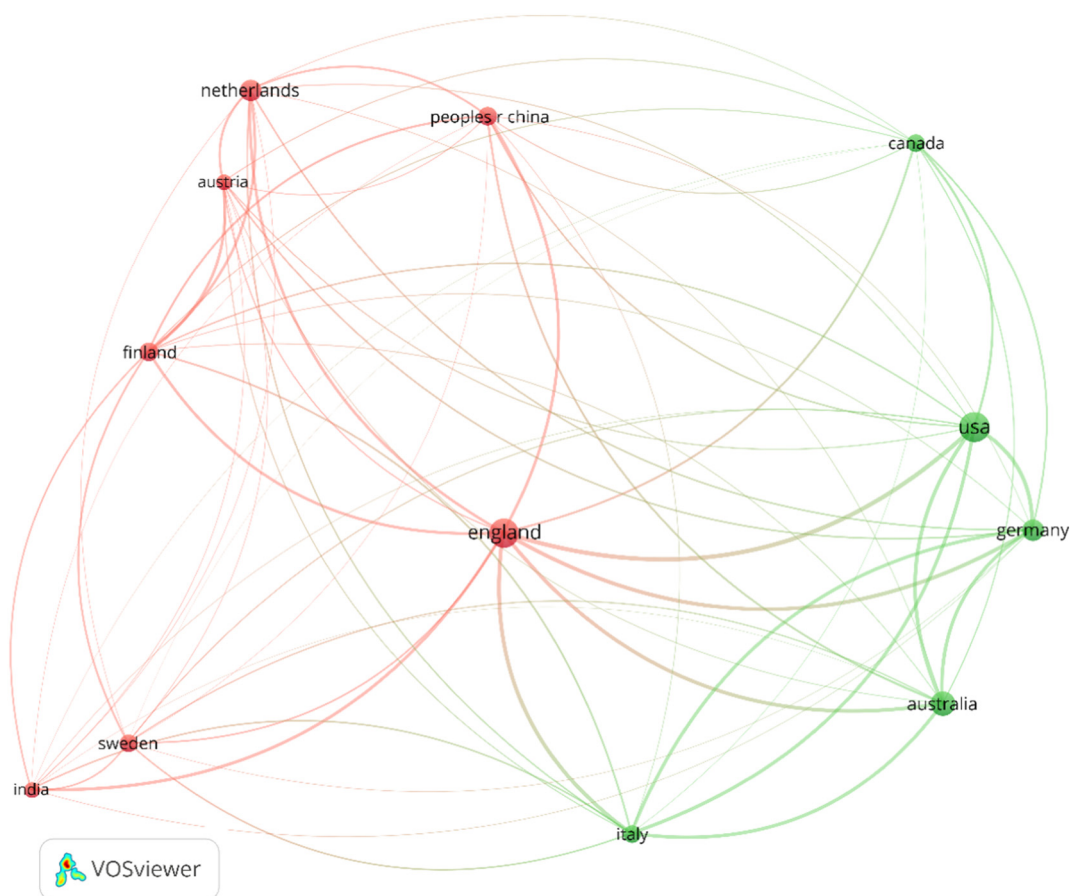 netherlands
peoples r china
canada
austria
finland
usa
england
germany
australia
sweden
india
italy
VOSviewer